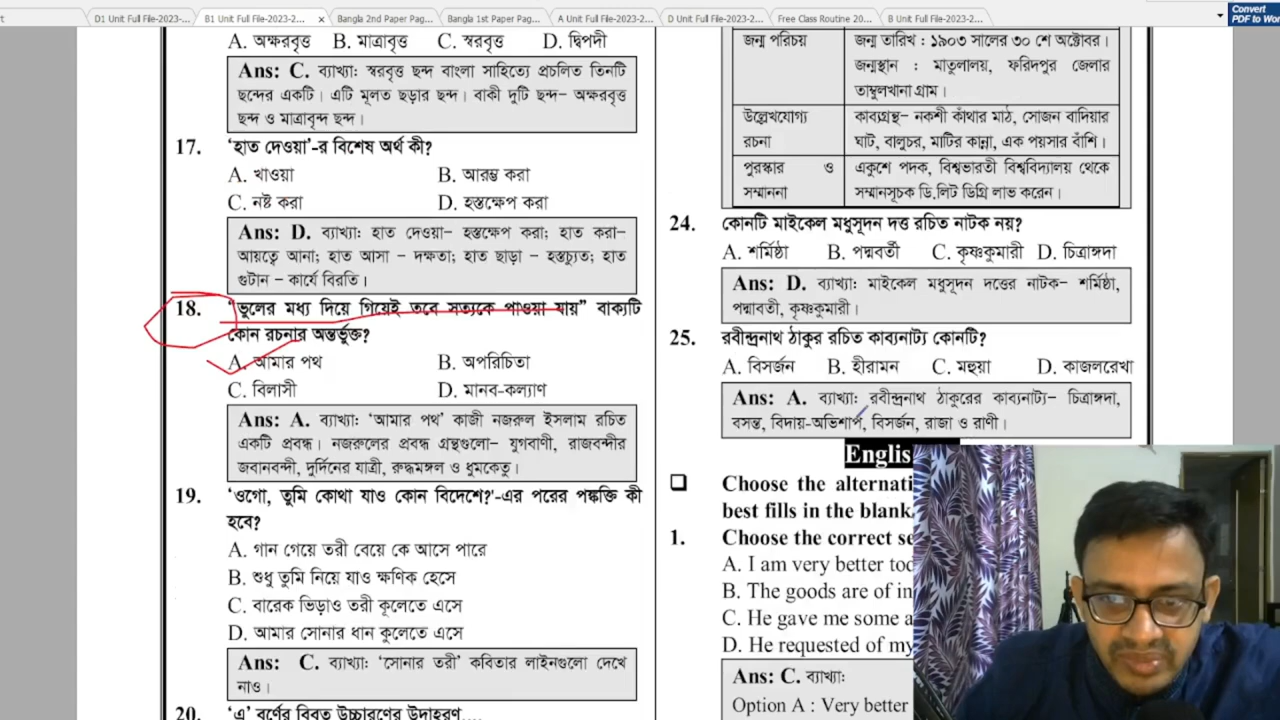 D1 Unit Full File-2023-...
B1 Unit Full File-2023-2...
Bangla 2nd Paper Pag...
Bangla 1st Paper Pag...
A Unit Full File-2023-2...
D Unit Full File-2023-2...
Free Class Routine 20...
B Unit Full File-2023-2...
Convert
PDF to Wor
A. অক্ষরবৃত্ত B. মাত্রাবৃত্ত C. স্বরবৃত্ত D. দ্বিপদী
Ans: C. ব্যাখ্যা: স্বরবৃত্ত ছন্দ বাংলা সাহিত্যে প্রচলিত তিনটি
ছন্দের একটি। এটি মূলত ছড়ার ছন্দ। বাকী দুটি ছন্দ– অক্ষরবৃত্ত
ছন্দ ও মাত্রাবৃন্দ ছন্দ।
17. ‘হাত দেওয়া’-র বিশেষ অর্থ কী?
A. খাওয়া B. আরম্ভ করা
C. নষ্ট করা D. হস্তক্ষেপ করা
Ans: D. ব্যাখ্যা: হাত দেওয়া– হস্তক্ষেপ করা; হাত করা–
আয়ত্বে আনা; হাত আসা – দক্ষতা; হাত ছাড়া – হস্তচ্যুত; হাত
গুটান – কার্যে বিরতি।
18. “ভুলের মধ্য দিয়ে গিয়েই তবে সত্যকে পাওয়া যায়” বাক্যটি
কোন রচনার অন্তর্ভুক্ত?
A. আমার পথ B. অপরিচিতা
C. বিলাসী D. মানব-কল্যাণ
Ans: A. ব্যাখ্যা: ‘আমার পথ’ কাজী নজরুল ইসলাম রচিত
একটি প্রবন্ধ। নজরুলের প্রবন্ধ গ্রন্থগুলো– যুগবাণী, রাজবন্দীর
জবানবন্দী, দুর্দিনের যাত্রী, রুদ্ধমঙ্গল ও ধুমকেতু।
19. ‘ওগো, তুমি কোথা যাও কোন বিদেশে?’-এর পরের পঙ্কক্তি কী
হবে?
A. গান গেয়ে তরী বেয়ে কে আসে পারে
B. শুধু তুমি নিয়ে যাও ক্ষণিক হেসে
C. বারেক ভিড়াও তরী কূলেতে এসে
D. আমার সোনার ধান কূলেতে এসে
Ans: C. ব্যাখ্যা: ‘সোনার তরী’ কবিতার লাইনগুলো দেখে
নাও।
20. ‘এ’ বর্ণের বিবৃত উচ্চারণের উদাহরণ....
জন্ম পরিচয় জন্ম তারিখ : ১৯০৩ সালের ৩০ শে অক্টোবর।
জন্মস্থান : মাতুলালয়, ফরিদপুর জেলার
তাম্বুলখানা গ্রাম।
উল্লেখযোগ্য কাব্যগ্রন্থ– নকশী কাঁথার মাঠ, সোজন বাদিয়ার
রচনা ঘাট, বালুচর, মাটির কান্না, এক পয়সার বাঁশি।
পুরস্কার ও একুশে পদক, বিশ্বভারতী বিশ্ববিদ্যালয় থেকে
সম্মাননা সম্মানসূচক ডি.লিট ডিগ্রি লাভ করেন।
24. কোনটি মাইকেল মধুসূদন দত্ত রচিত নাটক নয়?
A. শর্মিষ্ঠা B. পদ্মবর্তী C. কৃষ্ণকুমারী D. চিত্রাঙ্গদা
Ans: D. ব্যাখ্যা: মাইকেল মধুসূদন দত্তের নাটক– শর্মিষ্ঠা,
পদ্মাবতী, কৃষ্ণকুমারী।
25. রবীন্দ্রনাথ ঠাকুর রচিত কাব্যনাট্য কোনটি?
A. বিসর্জন B. হীরামন C. মহুয়া D. কাজলরেখা
Ans: A. ব্যাখ্যা: রবীন্দ্রনাথ ঠাকুরের কাব্যনাট্য– চিত্রাঙ্গদা,
বসন্ত, বিদায়-অভিশাপ, বিসর্জন, রাজা ও রাণী।
Englis
Choose the alternati
best fills in the blank.
1. Choose the correct se
A. I am very better too
B. The goods are of in
C. He gave me some a
D. He requested of my
Ans: C. ব্যাখ্যা:
Option A : Very better